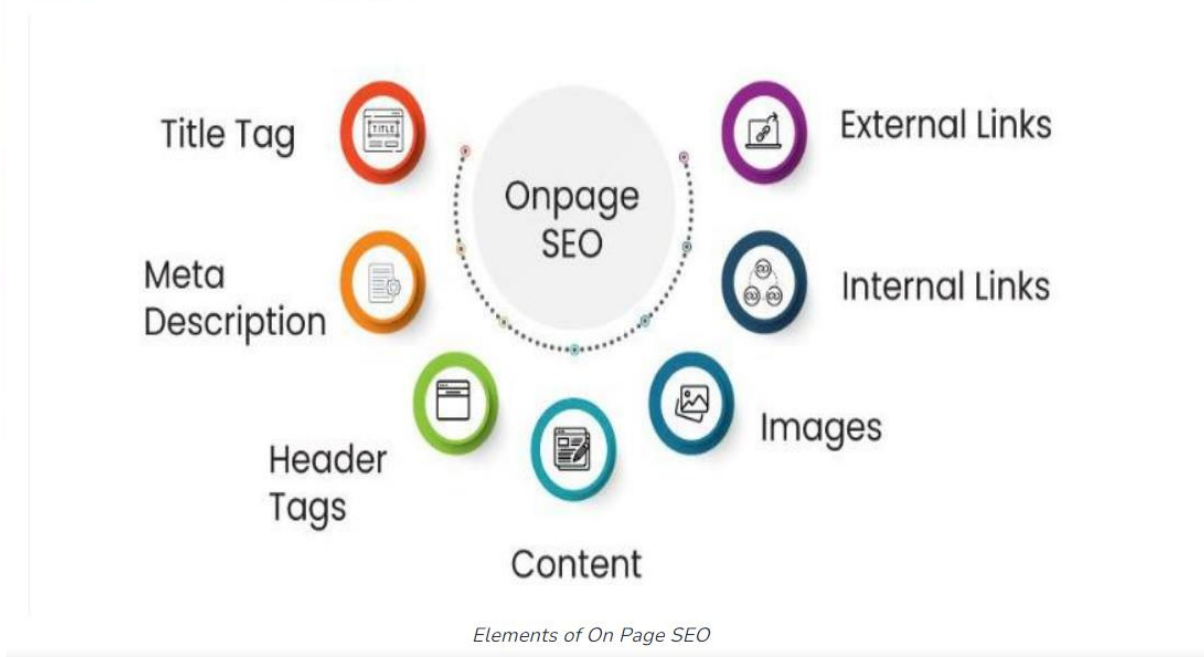 Title Tag
TITLE
Onpage
SEO
External Links
Meta
Description
Internal Links
Header
Tags
Images
Content
Elements of On Page SEO